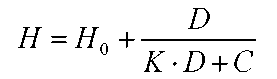 H = H₀ + D / (K · D + C)